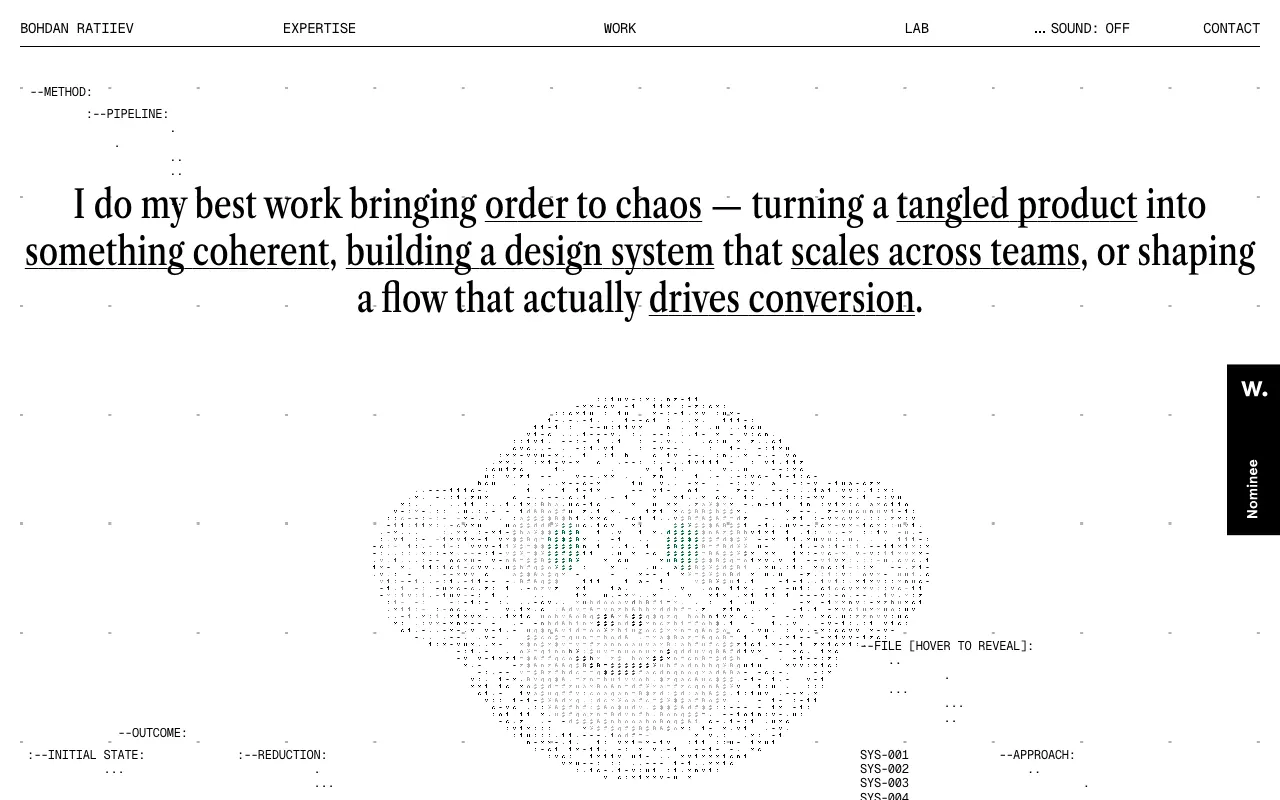 BOHDAN RATIIEV
EXPERTISE
WORK
LAB
... SOUND: OFF
CONTACT
--METHOD:
:--PIPELINE:
I do my best work bringing order to chaos — turning a tangled product into
something coherent, building a design system that scales across teams, or shaping
a flow that actually drives conversion.
W.
Nominee
--FILE [HOVER TO REVEAL]:
--OUTCOME:
:--INITIAL STATE:
:--REDUCTION:
SYS-001
SYS-002
SYS-003
SYS-004
--APPROACH: